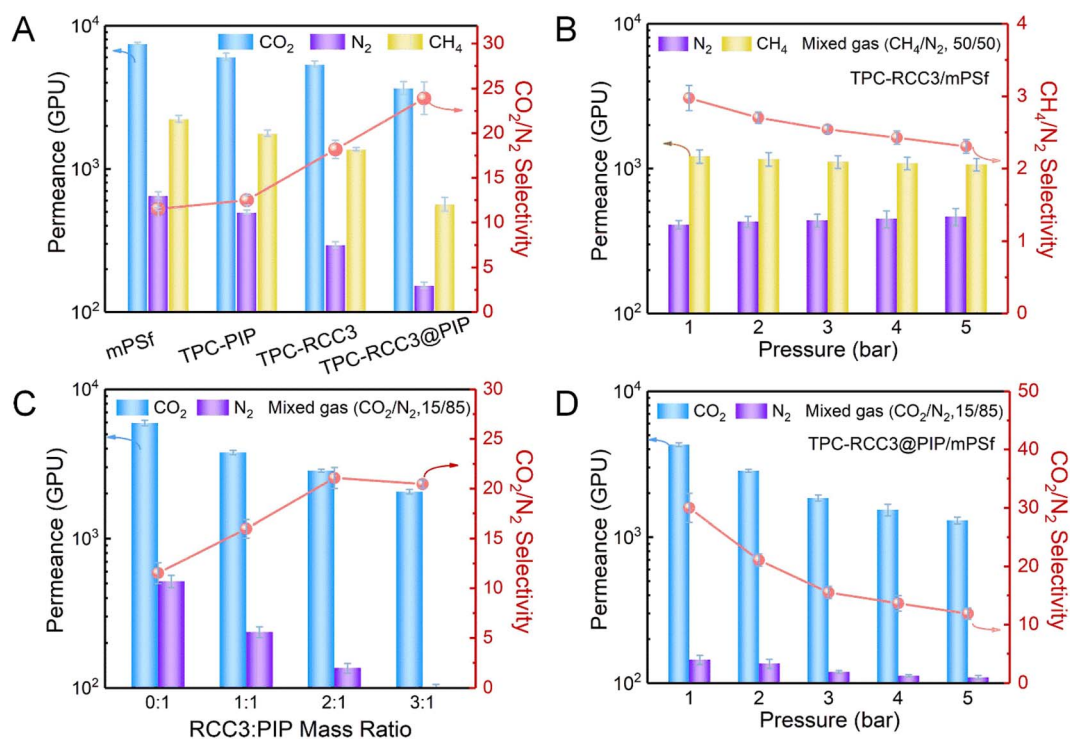 A
CO₂ N₂ CH₄
Permeance (GPU)
10⁴
10³
10²
30
25
20
15
10
5
0
CO₂/N₂ Selectivity
mPSf TPC-PIP TPC-RCC3 TPC-RCC3@PIP
B
N₂ CH₄ Mixed gas (CH₄/N₂, 50/50)
TPC-RCC3/mPSf
Permeance (GPU)
10⁴
10³
10²
4
3
2
1
0
CH₄/N₂ Selectivity
1 2 3 4 5
Pressure (bar)
C
CO₂ N₂ Mixed gas (CO₂/N₂,15/85)
Permeance (GPU)
10⁴
10³
10²
30
25
20
15
10
5
0
CO₂/N₂ Selectivity
0:1 1:1 2:1 3:1
RCC3:PIP Mass Ratio
D
CO₂ N₂ Mixed gas (CO₂/N₂,15/85)
TPC-RCC3@PIP/mPSf
Permeance (GPU)
10⁴
10³
10²
50
40
30
20
10
0
CO₂/N₂ Selectivity
1 2 3 4 5
Pressure (bar)